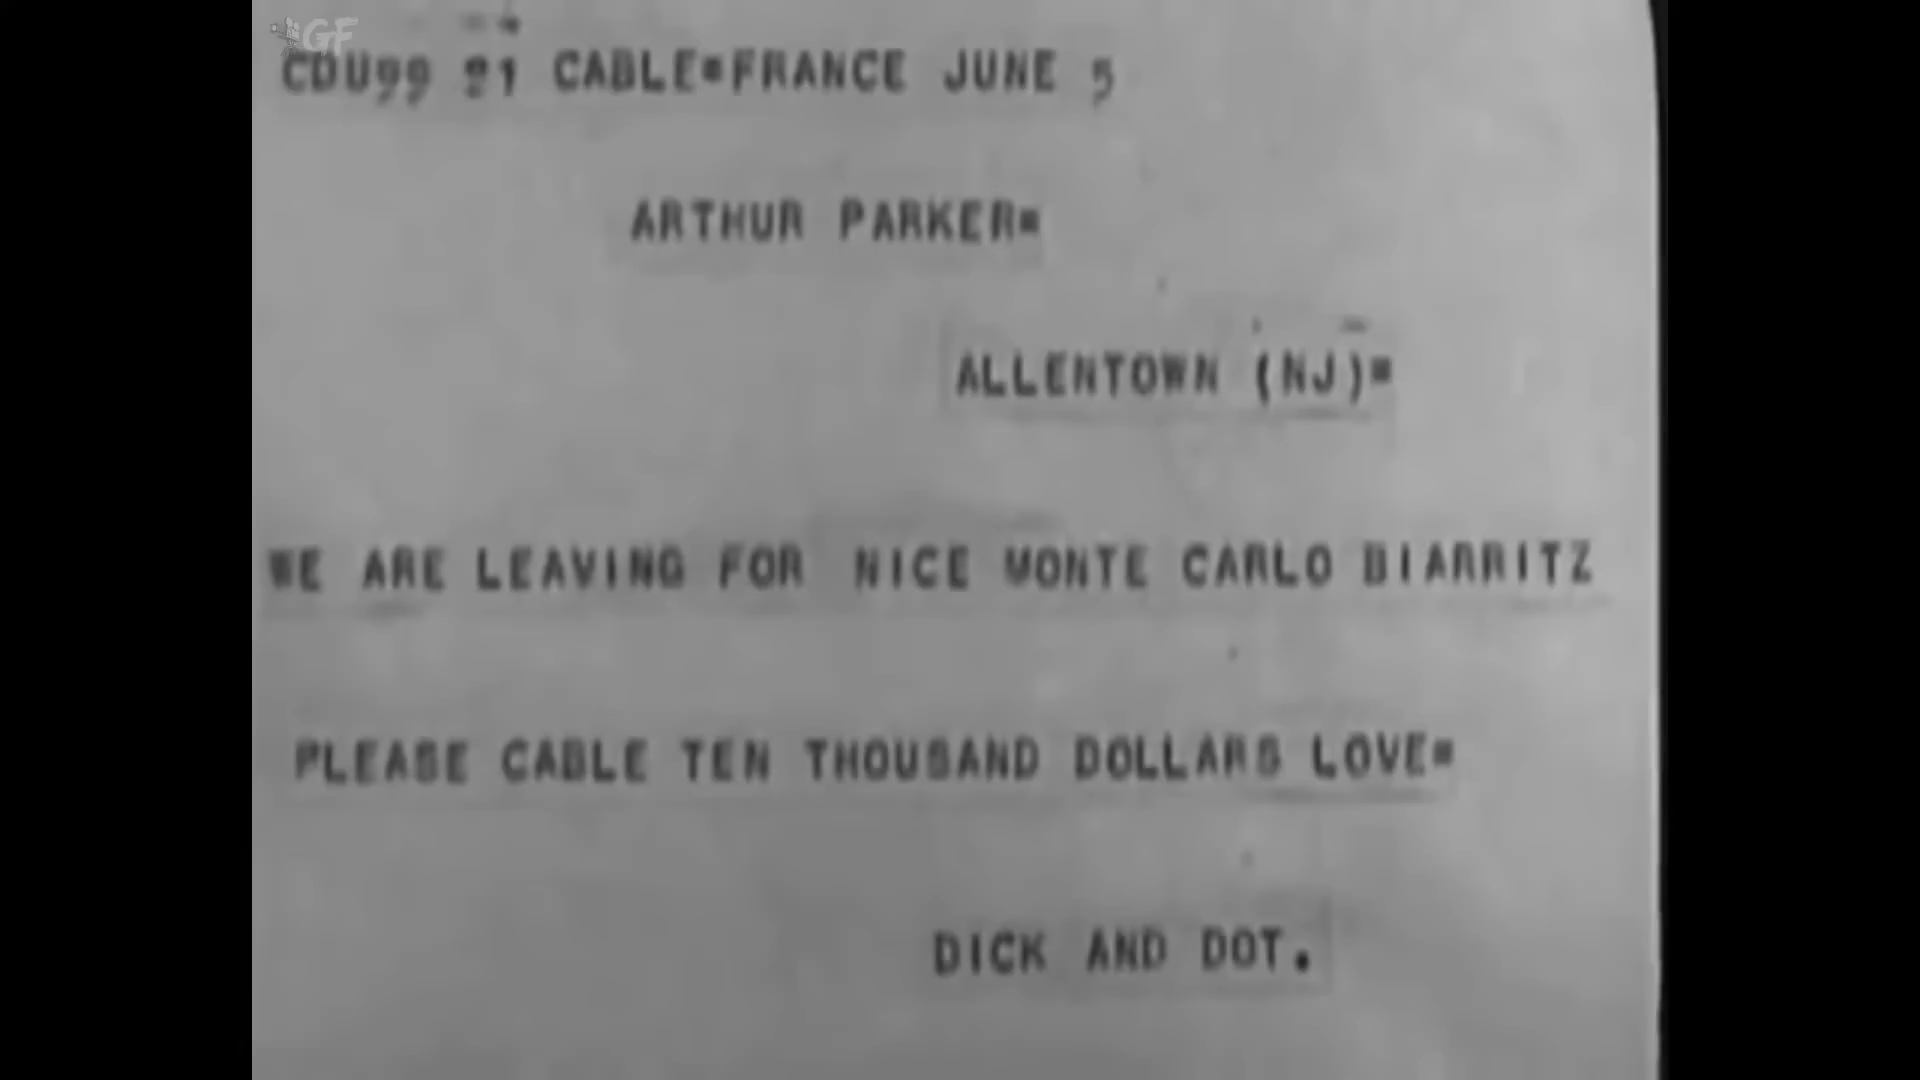 GF
CDU99 21 CABLE=FRANCE JUNE 5
ARTHUR PARKER=
ALLENTOWN (NJ)=
WE ARE LEAVING FOR NICE MONTE CARLO BIARRITZ
PLEASE CABLE TEN THOUSAND DOLLARS LOVE=
DICK AND DOT.